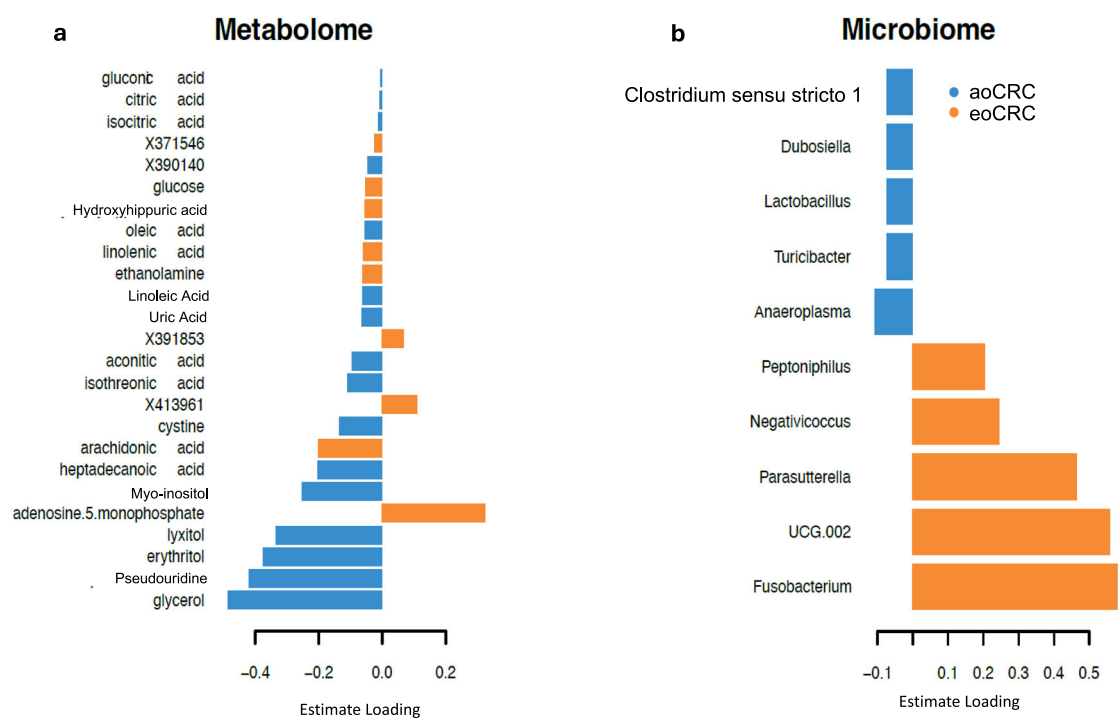 a Metabolome
gluconic acid
citric acid
isocitric acid
X371546
X390140
glucose
Hydroxyhippuric acid
oleic acid
linolenic acid
ethanolamine
Linoleic Acid
Uric Acid
X391853
aconitic acid
isothreonic acid
X413961
cystine
arachidonic acid
heptadecanoic acid
Myo-inositol
adenosine.5.monophosphate
lyxitol
erythritol
Pseudouridine
glycerol
−0.4 −0.2 0.0 0.2
Estimate Loading
b Microbiome
aoCRC
eoCRC
Clostridium sensu stricto 1
Dubosiella
Lactobacillus
Turicibacter
Anaeroplasma
Peptoniphilus
Negativicoccus
Parasutterella
UCG.002
Fusobacterium
−0.1 0.1 0.2 0.3 0.4 0.5
Estimate Loading